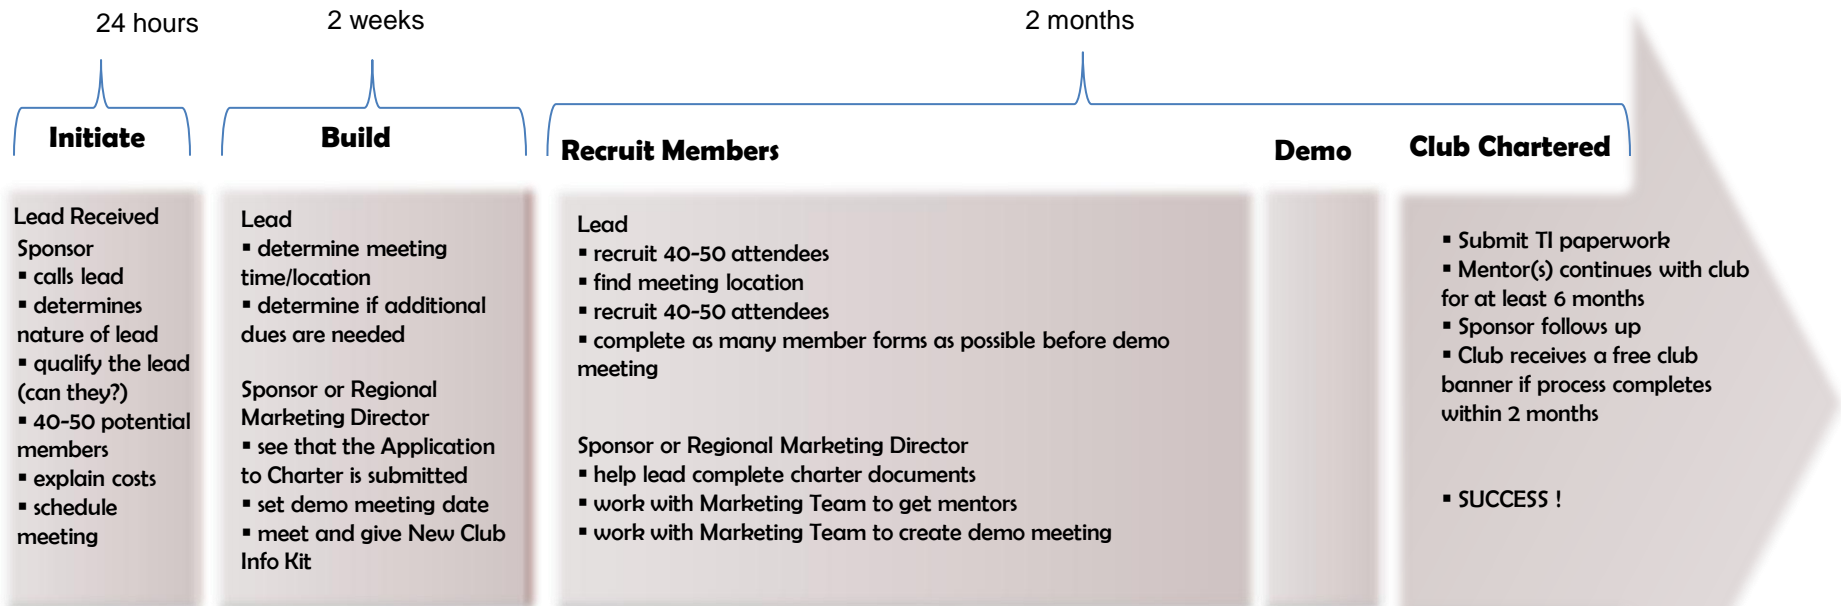 24 hours
2 weeks
2 months
Initiate
Build
Recruit Members
Demo
Club Chartered
Lead Received
Sponsor
▪ calls lead
▪ determines
nature of lead
▪ qualify the lead
(can they?)
▪ 40-50 potential
members
▪ explain costs
▪ schedule
meeting
Lead
▪ determine meeting
time/location
▪ determine if additional
dues are needed
Sponsor or Regional
Marketing Director
▪ see that the Application
to Charter is submitted
▪ set demo meeting date
▪ meet and give New Club
Info Kit
Lead
▪ recruit 40-50 attendees
▪ find meeting location
▪ recruit 40-50 attendees
▪ complete as many member forms as possible before demo
meeting
Sponsor or Regional Marketing Director
▪ help lead complete charter documents
▪ work with Marketing Team to get mentors
▪ work with Marketing Team to create demo meeting
▪ Submit TI paperwork
▪ Mentor(s) continues with club
for at least 6 months
▪ Sponsor follows up
▪ Club receives a free club
banner if process completes
within 2 months
▪ SUCCESS !